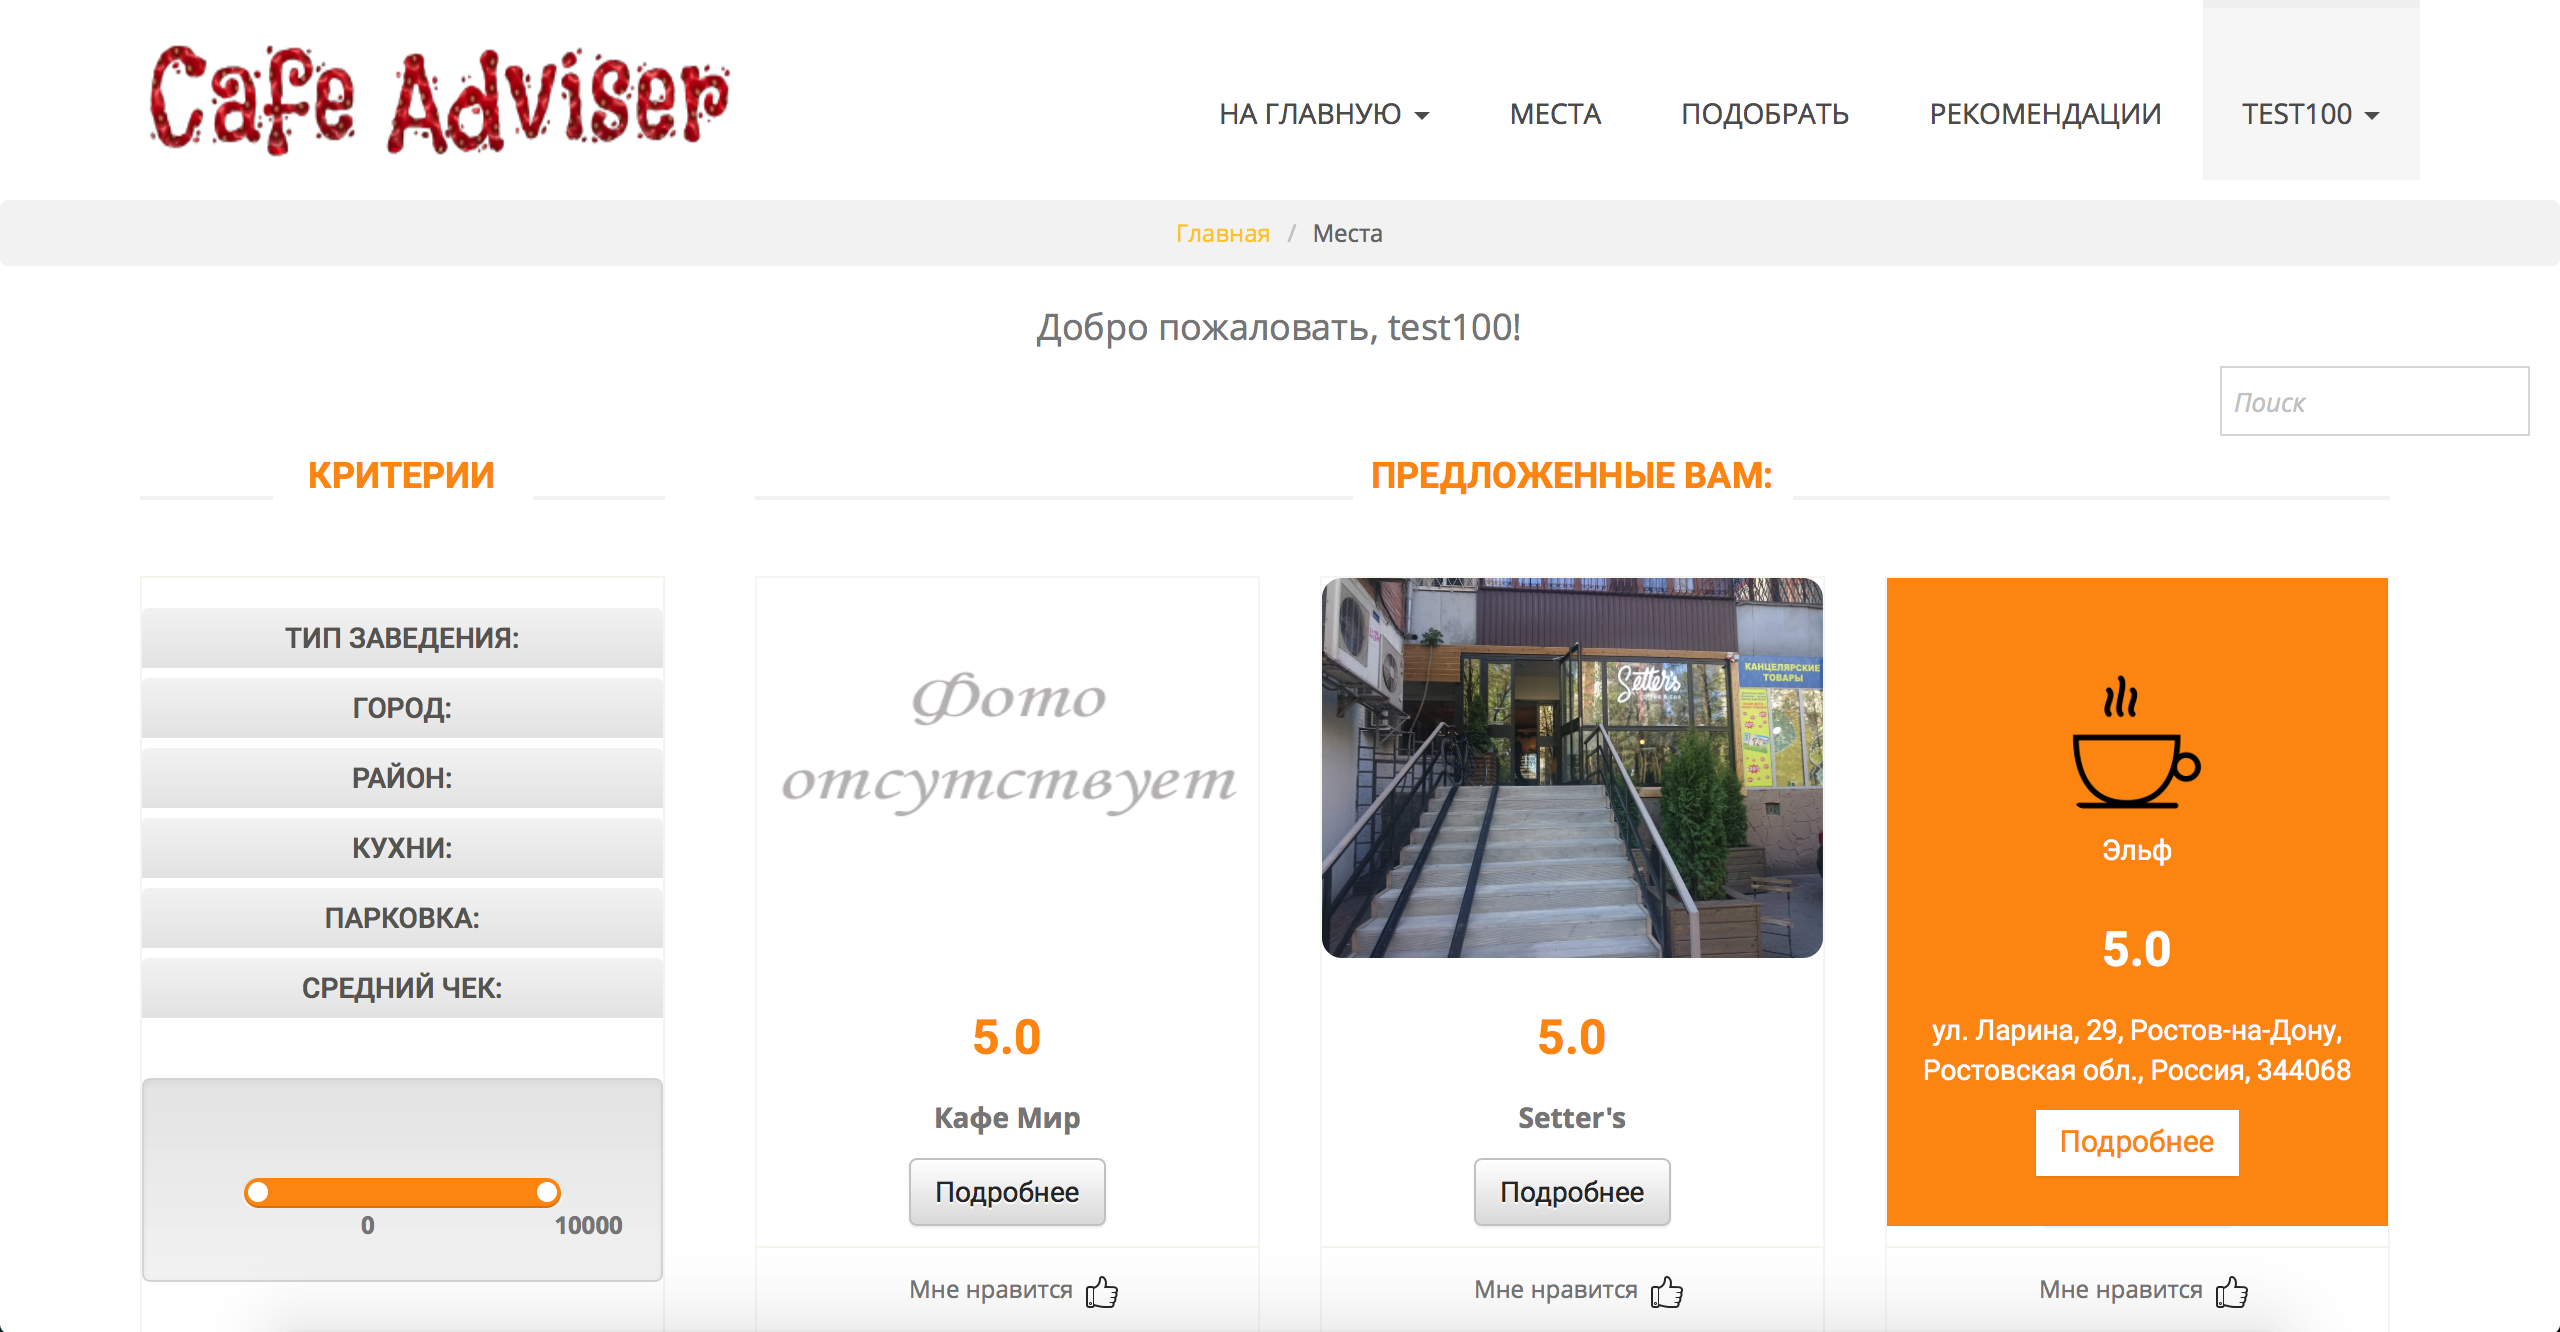 Cafe Adviser
НА ГЛАВНУЮ
МЕСТА
ПОДОБРАТЬ
РЕКОМЕНДАЦИИ
TEST100
Главная / Места
Добро пожаловать, test100!
Поиск
КРИТЕРИИ
ТИП ЗАВЕДЕНИЯ:
ГОРОД:
РАЙОН:
КУХНИ:
ПАРКОВКА:
СРЕДНИЙ ЧЕК:
0
10000
ПРЕДЛОЖЕННЫЕ ВАМ:
Фото
отсутствует
5.0
Кафе Мир
Подробнее
Мне нравится
Setter's
КАНЦЕЛЯРСКИЕ
ТОВАРЫ
5.0
Setter's
Подробнее
Мне нравится
Эльф
5.0
ул. Ларина, 29, Ростов-на-Дону,
Ростовская обл., Россия, 344068
Подробнее
Мне нравится